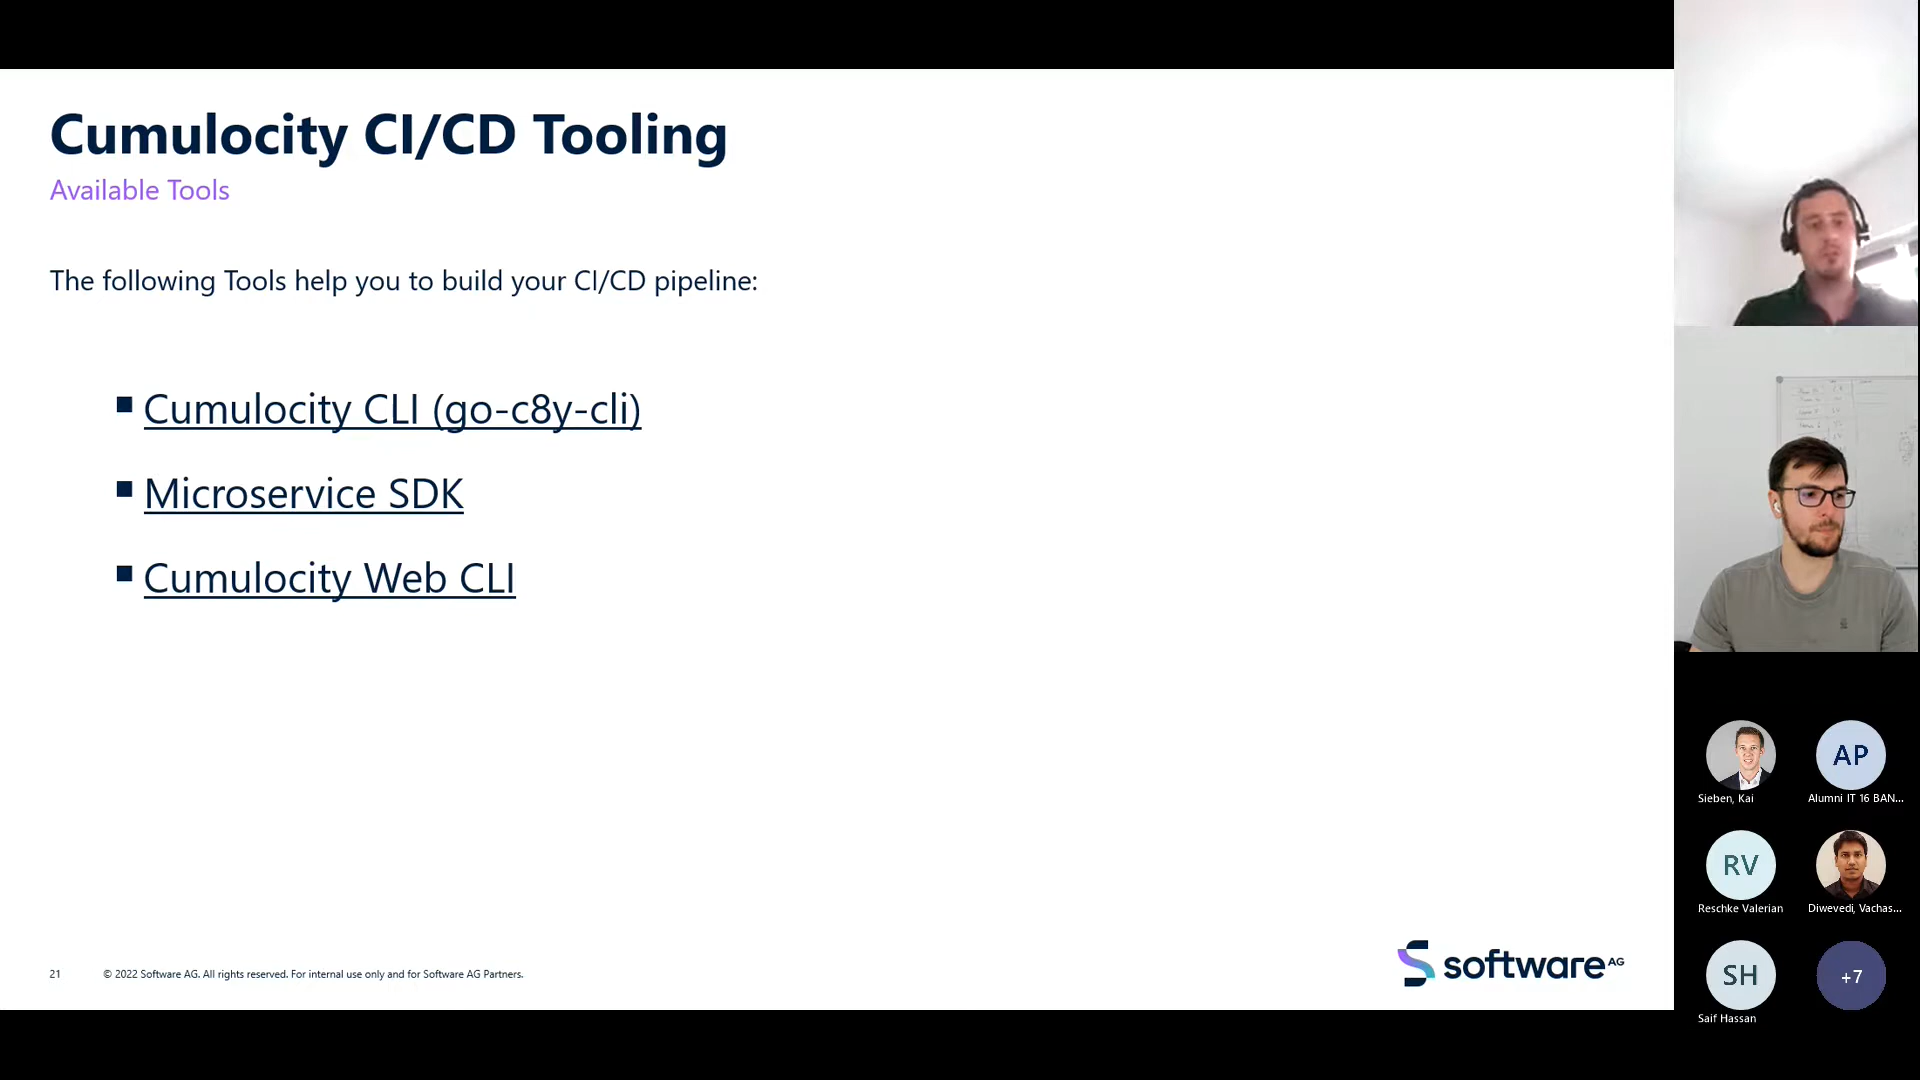 Cumulocity CI/CD Tooling
Available Tools
The following Tools help you to build your CI/CD pipeline:
Cumulocity CLI (go-c8y-cli)
Microservice SDK
Cumulocity Web CLI
21
© 2022 Software AG. All rights reserved. For internal use only and for Software AG Partners.
software AG
Sieben, Kai
AP
Alumni IT 16 BAN...
RV
Reschke Valerian
Diwevedi, Vachas...
SH
Saif Hassan
+7